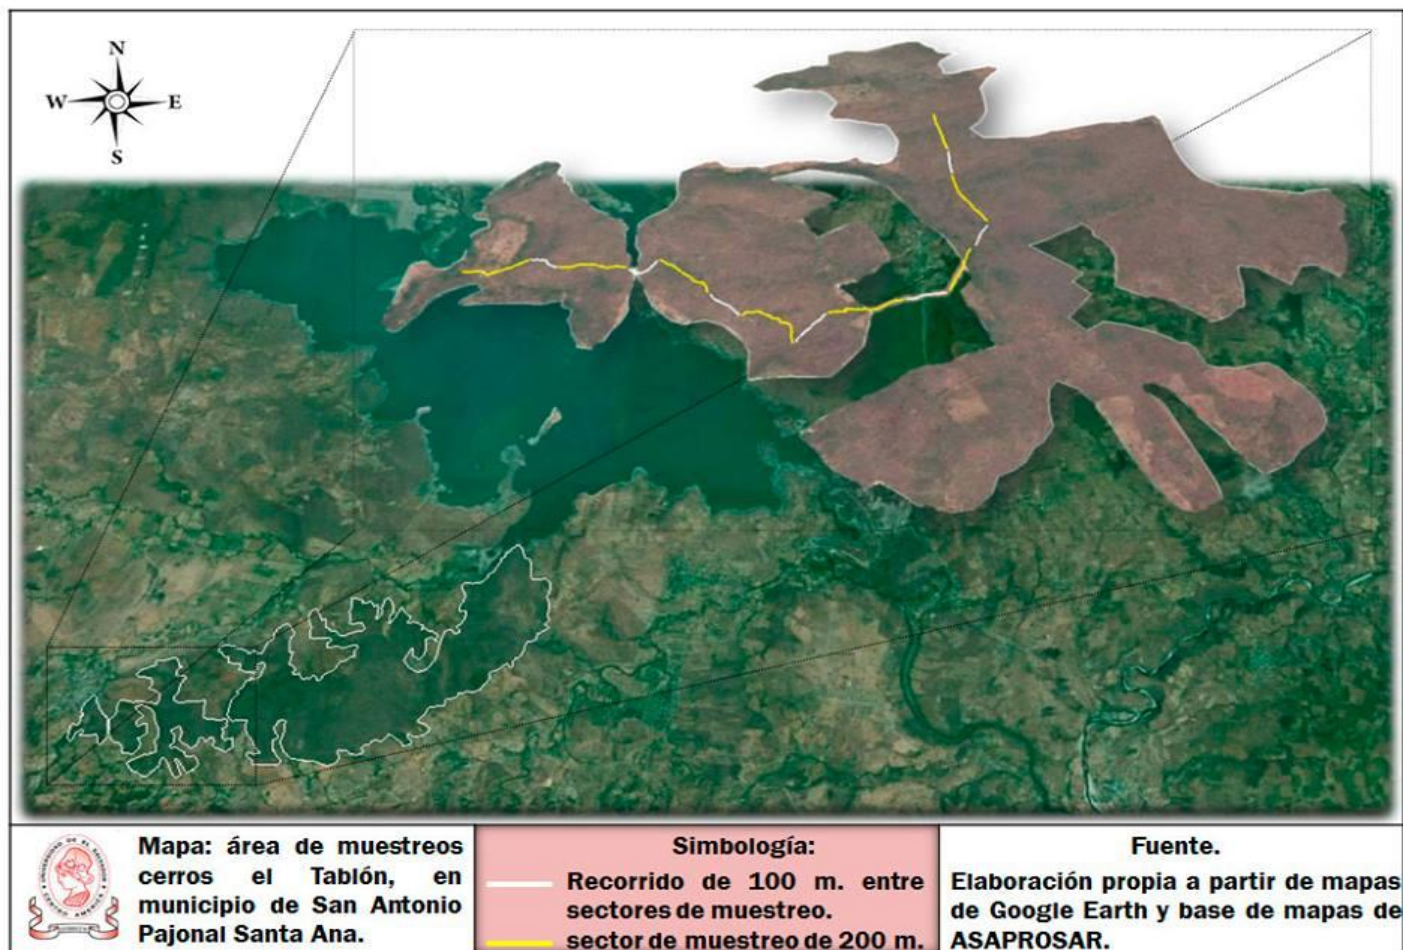 N
W
E
S
Mapa: área de muestreos
cerros el Tablón, en
municipio de San Antonio
Pajonal Santa Ana.
Simbología:
Recorrido de 100 m. entre
sectores de muestreo.
sector de muestreo de 200 m.
Fuente.
Elaboración propia a partir de mapas
de Google Earth y base de mapas de
ASAPROSAR.